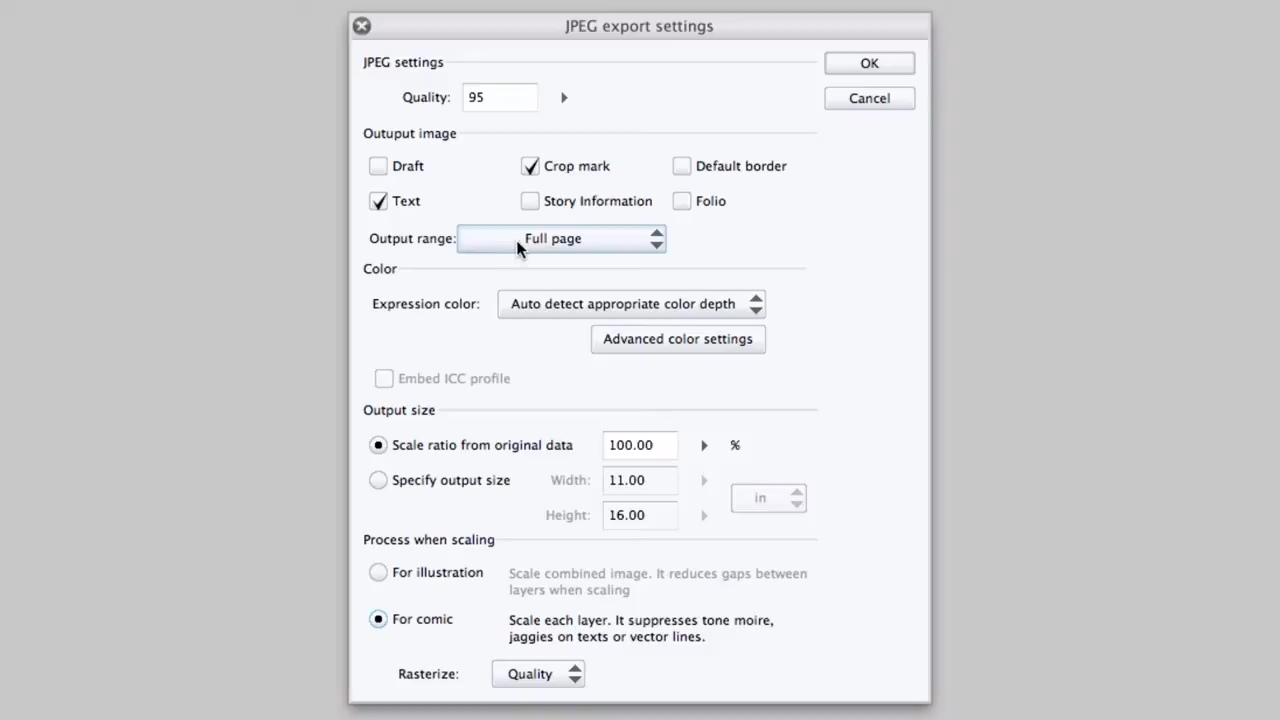 JPEG export settings
JPEG settings
OK
Quality: 95
Cancel
Outuput image
Draft Crop mark Default border
Text Story Information Folio
Output range: Full page
Color
Expression color: Auto detect appropriate color depth
Advanced color settings
Embed ICC profile
Output size
Scale ratio from original data 100.00 %
Specify output size Width: 11.00
in
Height: 16.00
Process when scaling
For illustration Scale combined image. It reduces gaps between
layers when scaling
For comic Scale each layer. It suppresses tone moire,
jaggies on texts or vector lines.
Rasterize: Quality